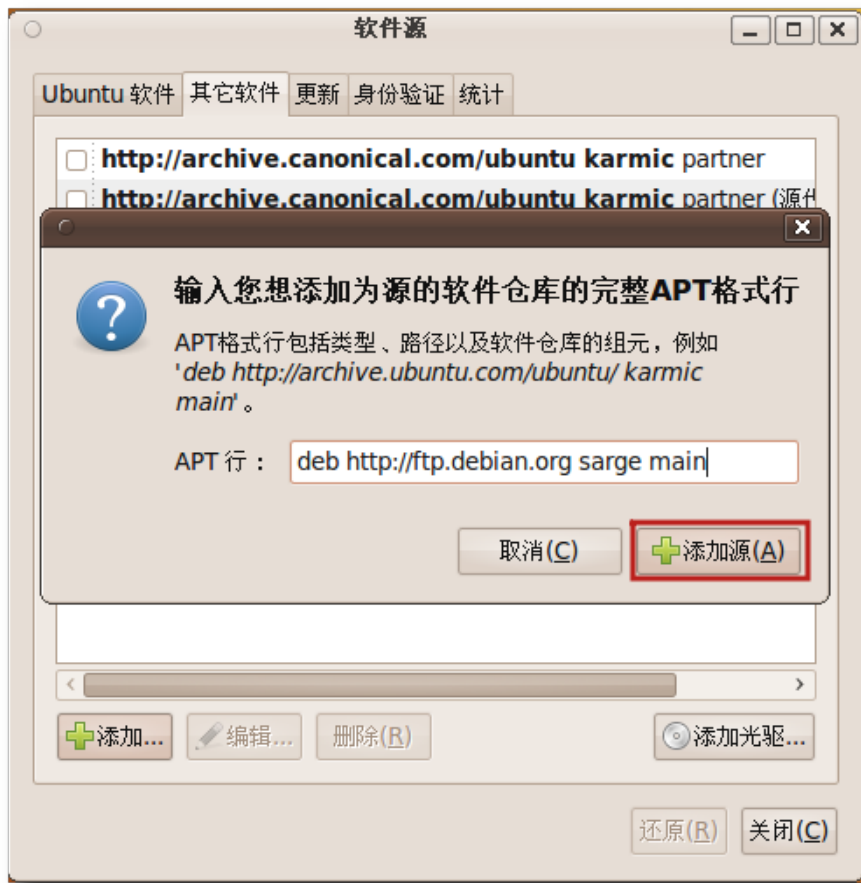 软件源
Ubuntu 软件 其它软件 更新 身份验证 统计
http://archive.canonical.com/ubuntu karmic partner
http://archive.canonical.com/ubuntu karmic partner (源代
输入您想添加为源的软件仓库的完整APT格式行
APT格式行包括类型、路径以及软件仓库的组元，例如
'deb http://archive.ubuntu.com/ubuntu/ karmic
main'。
APT 行： deb http://ftp.debian.org sarge main
取消(C) 添加源(A)
添加... 编辑... 删除(R) 添加光驱...
还原(R) 关闭(C)